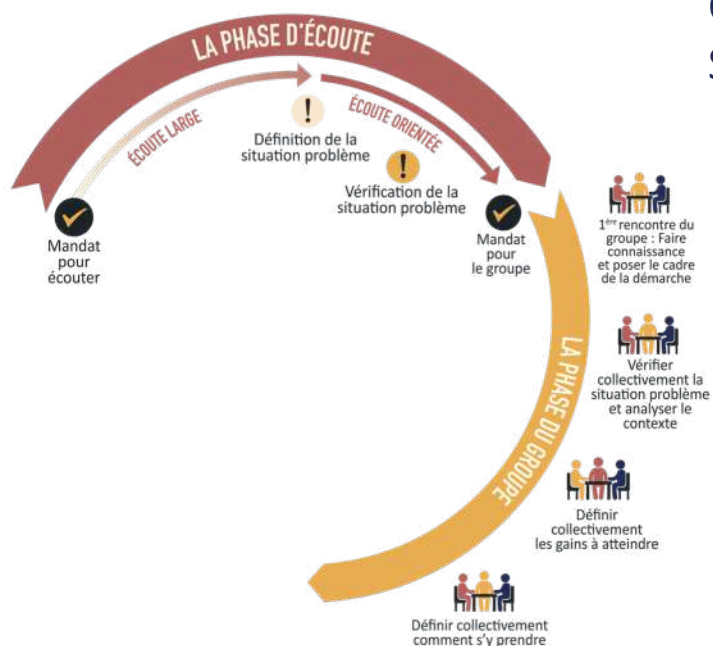 LA PHASE D'ÉCOUTE
ÉCOUTE LARGE
ÉCOUTE ORIENTÉE
!
Définition de la
situation problème
!
Vérification de la
situation problème
Mandat
pour
écouter
Mandat
pour
le groupe
1ère rencontre du
groupe : Faire
connaissance
et poser le cadre
de la démarche
LA PHASE DU GROUPE
Vérifier
collectivement la
situation problème
et analyser le
contexte
Définir
collectivement
les gains à atteindre
Définir collectivement
comment s'y prendre